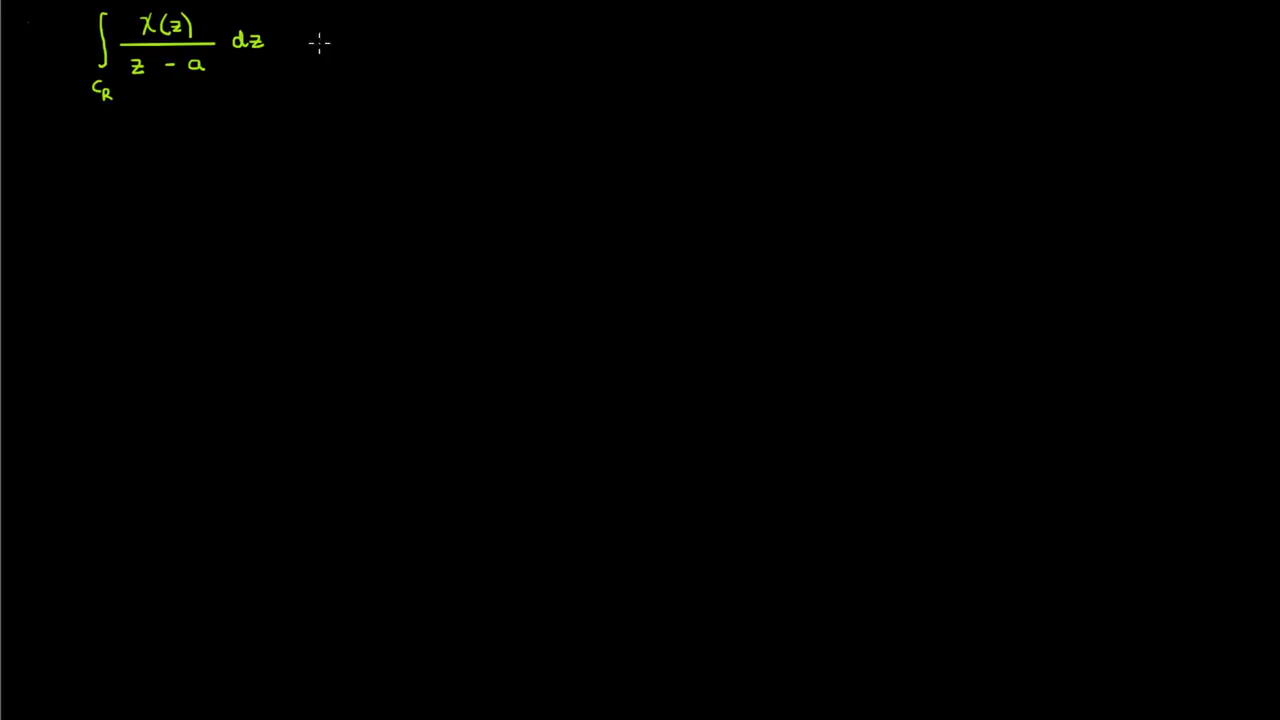 ∫_{C_R} χ(z) / (z - a) dz